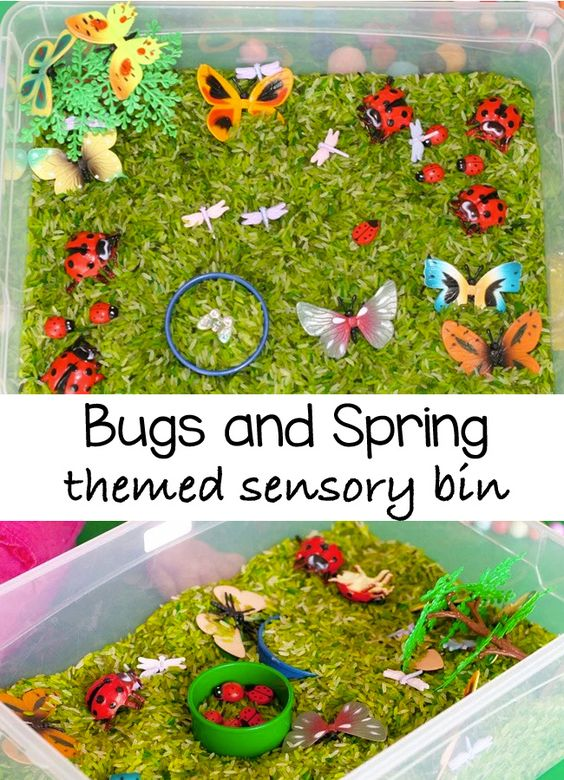 Bugs and Spring
themed sensory bin